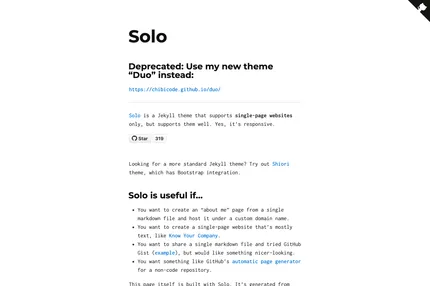 Solo
Deprecated: Use my new theme
“Duo” instead:
https://chibicode.github.io/duo/
Solo is a Jekyll theme that supports single-page websites
only, but supports them well. Yes, it's responsive.
Star 319
Looking for a more standard Jekyll theme? Try out Shiori
theme, which has Bootstrap integration.
Solo is useful if…
• You want to create an "about me" page from a single
markdown file and host it under a custom domain name.
• You want to create a single-page website that's mostly
text, like Know Your Company.
• You want to share a single markdown file and tried GitHub
Gist (example), but would like something nicer-looking.
• You want something like GitHub's automatic page generator
for a non-code repository.
This page itself is built with Solo. It's generated from